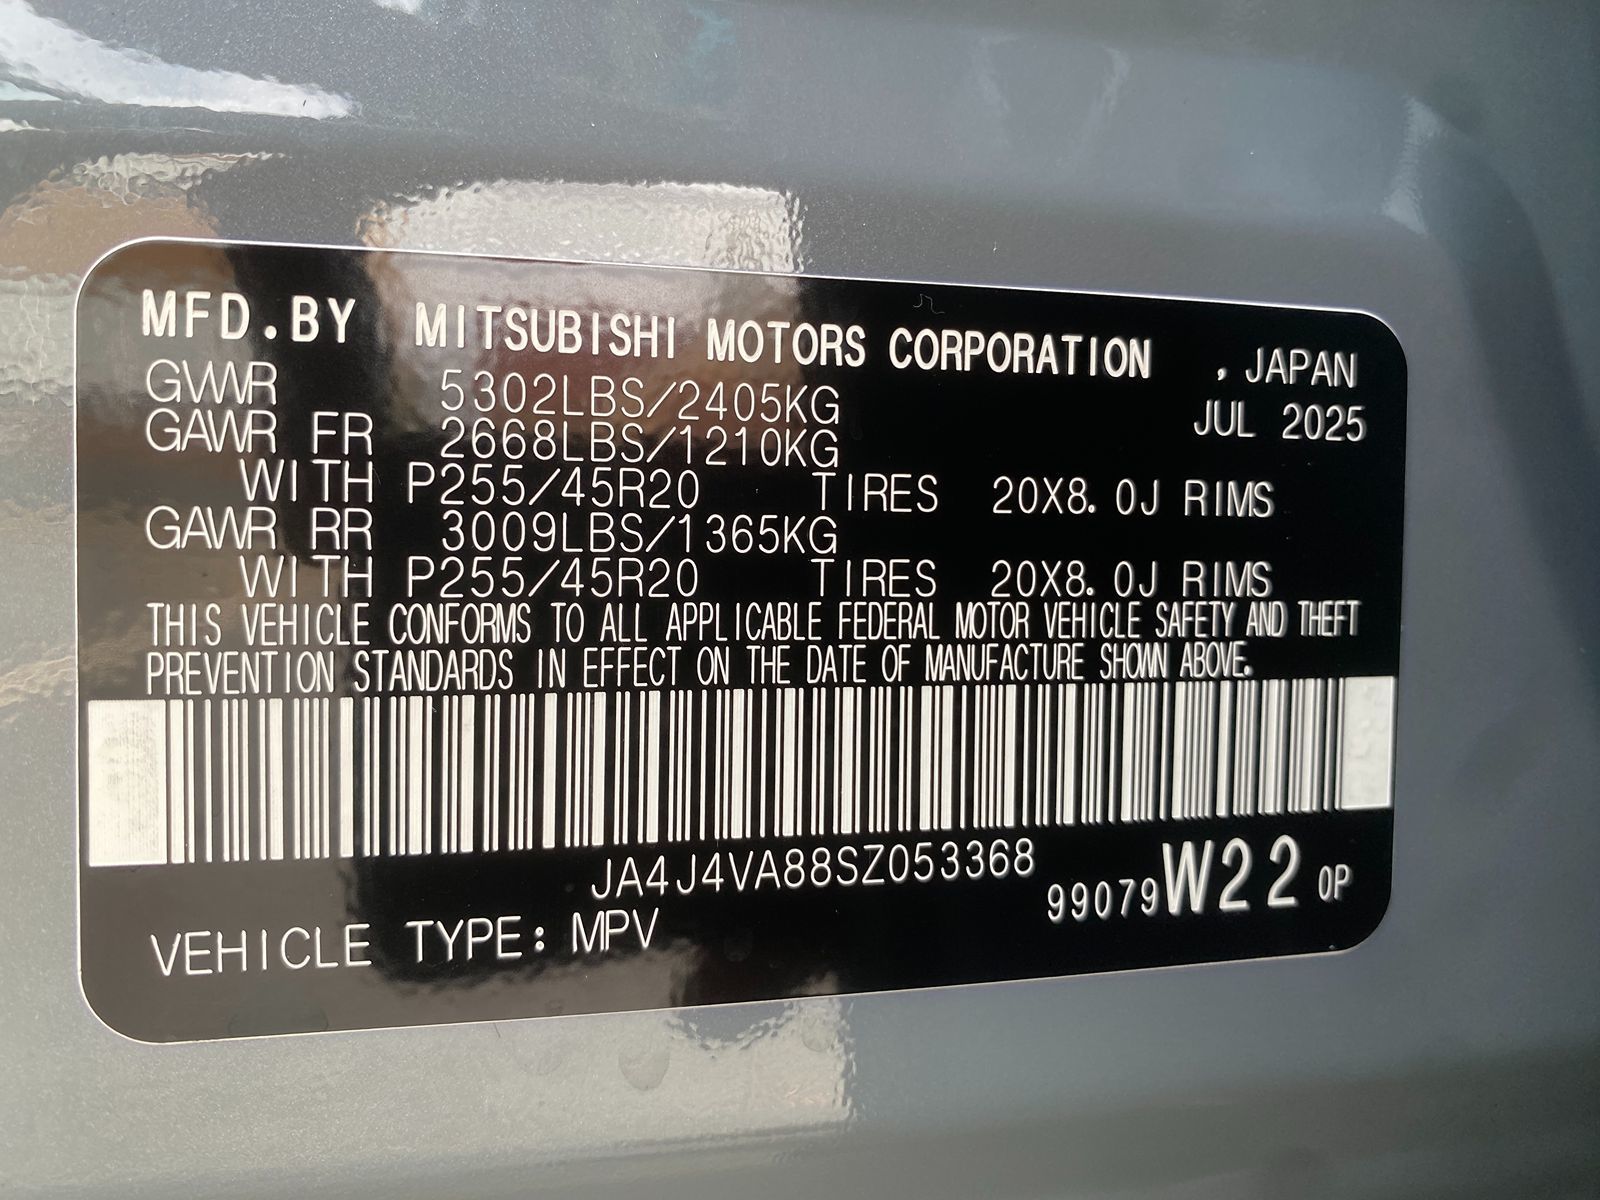 MFD.BY MITSUBISHI MOTORS CORPORATION , JAPAN
GVWR 5302LBS/2405KG JUL 2025
GAWR FR 2668LBS/1210KG
WITH P255/45R20 TIRES 20X8.0J RIMS
GAWR RR 3009LBS/1365KG
WITH P255/45R20 TIRES 20X8.0J RIMS
THIS VEHICLE CONFORMS TO ALL APPLICABLE FEDERAL MOTOR VEHICLE SAFETY AND THEFT
PREVENTION STANDARDS IN EFFECT ON THE DATE OF MANUFACTURE SHOWN ABOVE.
JA4J4VA88SZ053368
99079W22 0P
VEHICLE TYPE: MPV